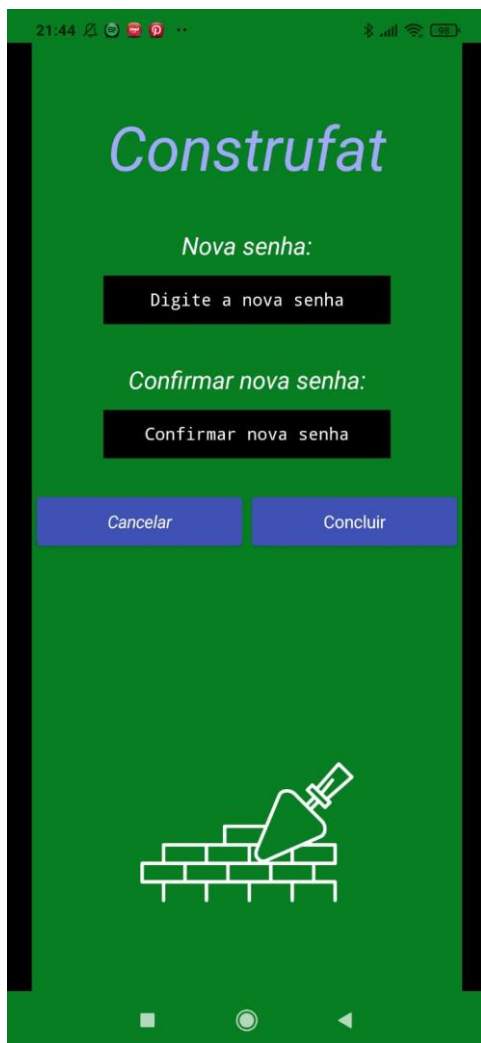 21:44
98
Construfat
Nova senha:
Digite a nova senha
Confirmar nova senha:
Confirmar nova senha
Cancelar Concluir